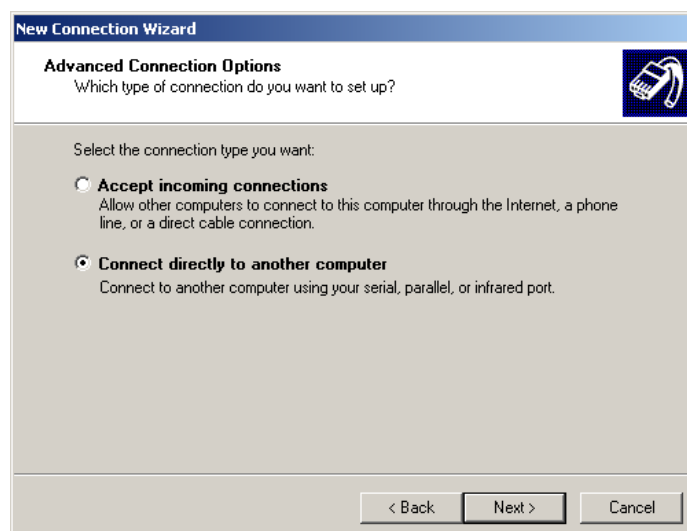 New Connection Wizard
Advanced Connection Options
Which type of connection do you want to set up?
Select the connection type you want:
Accept incoming connections
Allow other computers to connect to this computer through the Internet, a phone
line, or a direct cable connection.
Connect directly to another computer
Connect to another computer using your serial, parallel, or infrared port.
< Back
Next >
Cancel